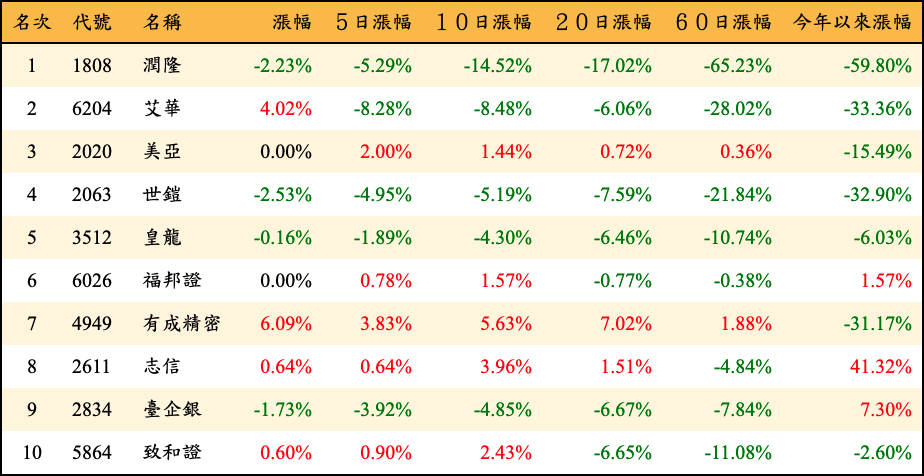 名次 代號 名稱 漲幅 5日漲幅 10日漲幅 20日漲幅 60日漲幅 今年以來漲幅
1 1808 潤隆 -2.23% -5.29% -14.52% -17.02% -65.23% -59.80%
2 6204 艾華 4.02% -8.28% -8.48% -6.06% -28.02% -33.36%
3 2020 美亞 0.00% 2.00% 1.44% 0.72% 0.36% -15.49%
4 2063 世鎧 -2.53% -4.95% -5.19% -7.59% -21.84% -32.90%
5 3512 皇龍 -0.16% -1.89% -4.30% -6.46% -10.74% -6.03%
6 6026 福邦證 0.00% 0.78% 1.57% -0.77% -0.38% 1.57%
7 4949 有成精密 6.09% 3.83% 5.63% 7.02% 1.88% -31.17%
8 2611 志信 0.64% 0.64% 3.96% 1.51% -4.84% 41.32%
9 2834 臺企銀 -1.73% -3.92% -4.85% -6.67% -7.84% 7.30%
10 5864 致和證 0.60% 0.90% 2.43% -6.65% -11.08% -2.60%